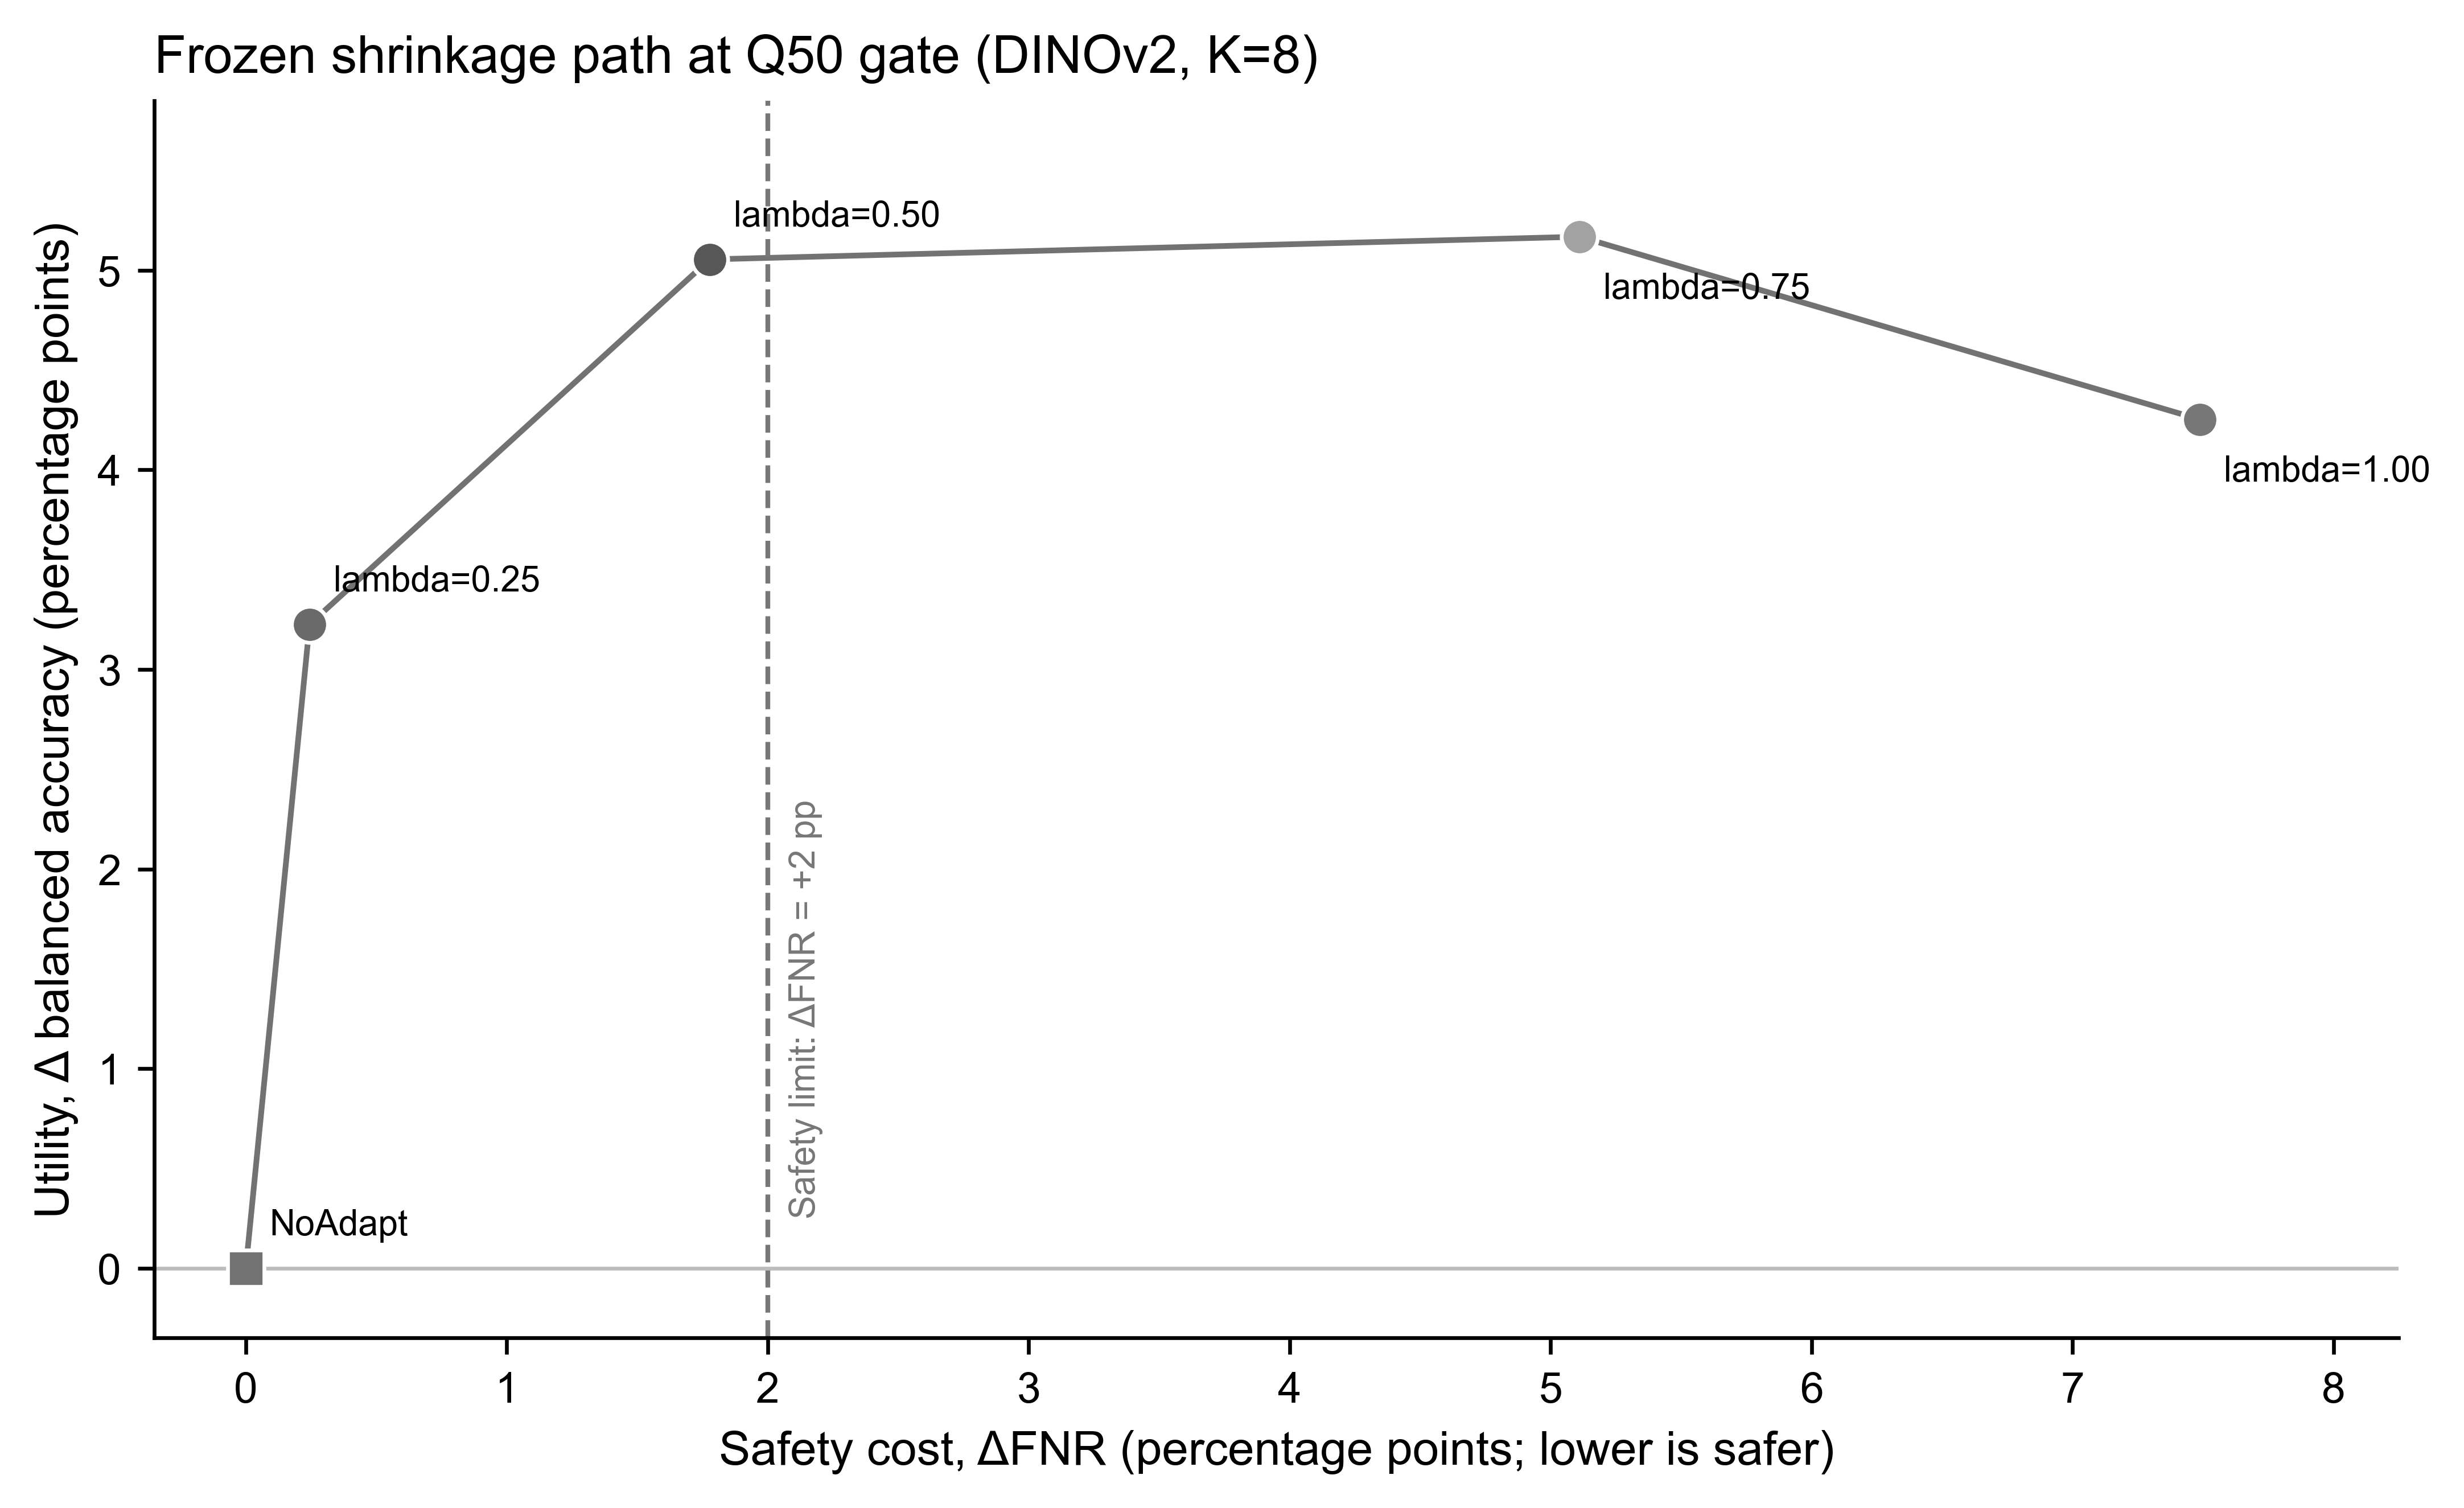 Frozen shrinkage path at Q50 gate (DINOv2, K=8)
Utility, Δ balanced accuracy (percentage points)
5
4
3
2
1
0
lambda=0.50
lambda=0.75
lambda=1.00
lambda=0.25
Safety limit: ΔFNR = +2 pp
NoAdapt
0 1 2 3 4 5 6 7 8
Safety cost, ΔFNR (percentage points; lower is safer)